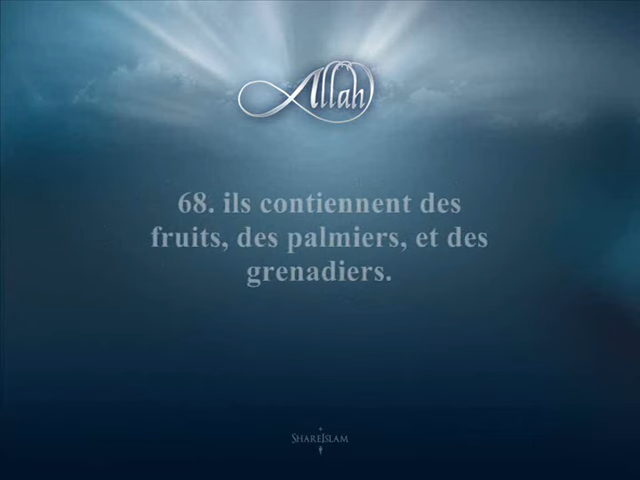 Allah
68. ils contiennent des
fruits, des palmiers, et des
grenadiers.
ShareIslam